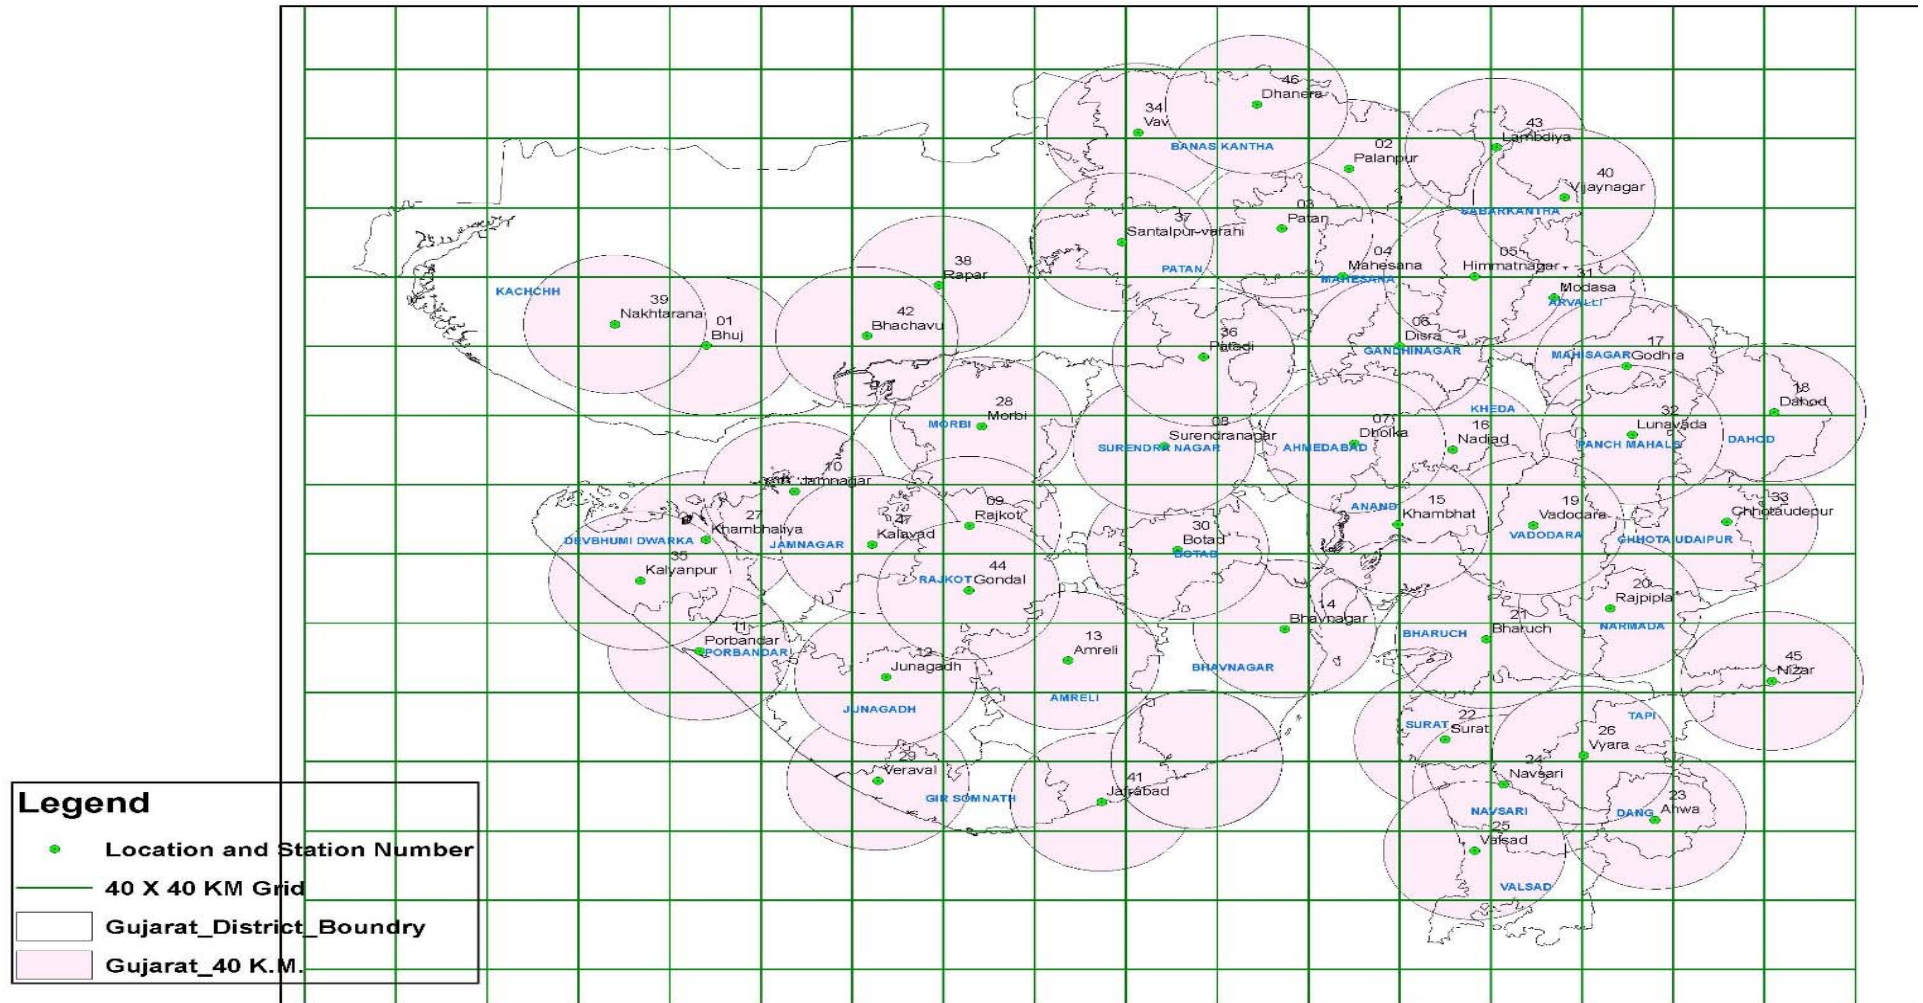 46
Dhanera
34
Vav
43
Lambdiya
BANAS KANTHA
02
Palanpur
40
Vijaynagar
03
Patan
SABARKANTHA
37
Santalpur-varahi
04
Mahesana
MAHESANA
05
Himmatnagar
PATAN
38
Rapar
31
Modasa
ARVALLI
KACHCHH
39
Nakhtarana
01
Bhuj
42
Bhachavu
36
Patadi
06
Disra
GANDHINAGAR
17
MAHISAGAR Godhra
18
Dahod
28
Morbi
MORBI
KHEDA
08
Surendranagar
SURENDRA NAGAR
07
Dholka
AHMEDABAD
16
Nadiad
32
Lunavada
PANCH MAHALS
DAHOD
10
Jamnagar
27
Khambhaliya
DEVBHUMI DWARKA
47
Kalavad
JAMNAGAR
09
Rajkot
30
Botad
BOTAD
ANAND
15
Khambhat
19
Vadodara
VADODARA
33
Chhotaudepur
CHHOTA UDAIPUR
35
Kalyanpur
44
RAJKOT Gondal
14
Bhavnagar
20
Rajpipla
NARMADA
11
Porbandar
PORBANDAR
12
Junagadh
13
Amreli
BHARUCH
21
Bharuch
BHAVNAGAR
45
Nizar
JUNAGADH
AMRELI
SURAT
22
Surat
TAPI
26
Vyara
29
Veraval
GIR SOMNATH
41
Jafrabad
24
Navsari
NAVSARI
23
Ahwa
DANG
25
Valsad
VALSAD
Legend
Location and Station Number
40 X 40 KM Grid
Gujarat_District_Boundry
Gujarat_40 K.M.